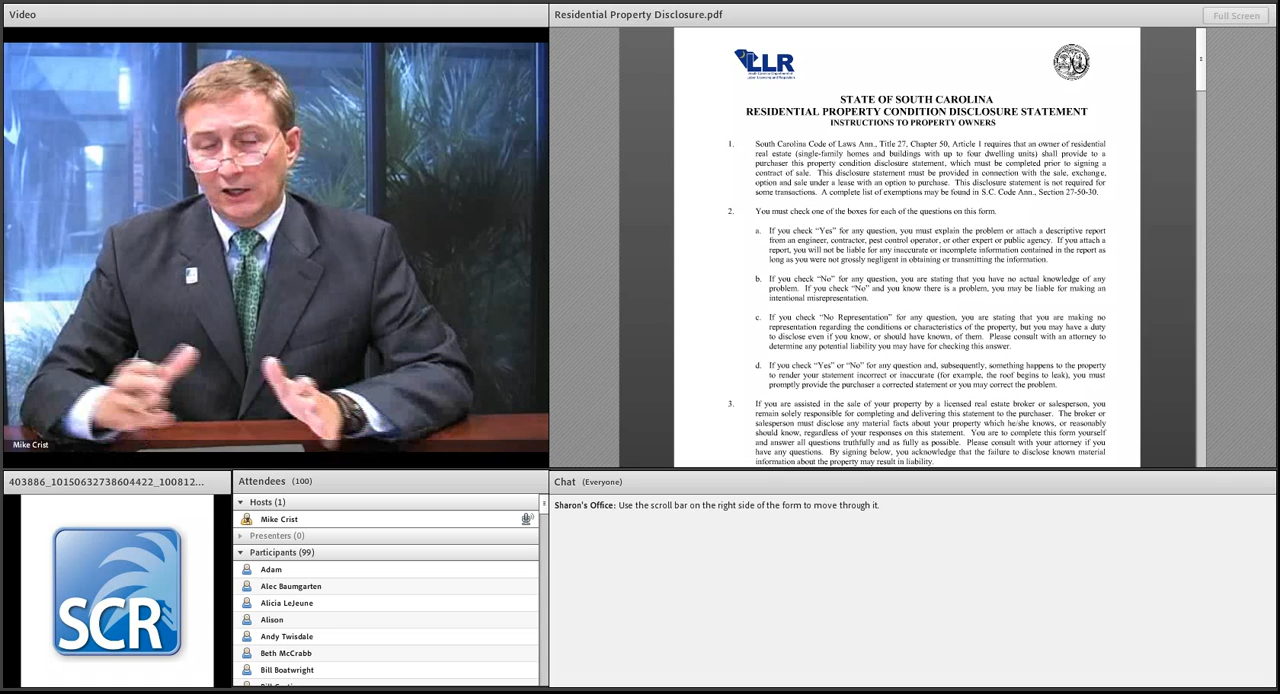 Video
Mike Crist
Residential Property Disclosure.pdf
Full Screen
LLR
STATE OF SOUTH CAROLINA
RESIDENTIAL PROPERTY CONDITION DISCLOSURE STATEMENT
INSTRUCTIONS TO PROPERTY OWNERS
1. South Carolina Code of Laws Ann., Title 27, Chapter 50, Article 1 requires that an owner of residential
real estate (single-family homes and buildings with up to four dwelling units) shall provide to a
purchaser this property condition disclosure statement, which must be completed prior to signing a
contract of sale. This disclosure statement must be provided in connection with the sale, exchange,
option and sale under a lease with an option to purchase. This disclosure statement is not required for
some transactions. A complete list of exemptions may be found in S.C. Code Ann., Section 27-50-30.
2. You must check one of the boxes for each of the questions on this form.
a. If you check “Yes” for any question, you must explain the problem or attach a descriptive report
from an engineer, contractor, pest control operator, or other expert or public agency. If you attach a
report, you will not be liable for any inaccurate or incomplete information contained in the report as
long as you were not grossly negligent in obtaining or transmitting the information.
b. If you check “No” for any question, you are stating that you have no actual knowledge of any
problem. If you check “No” and you know there is a problem, you may be liable for making an
intentional misrepresentation.
c. If you check “No Representation” for any question, you are stating that you are making no
representation regarding the conditions or characteristics of the property, but you may have a duty
to disclose even if you know, or should have known, of them. Please consult with an attorney to
determine any potential liability you may have for checking this answer.
d. If you check “Yes” or “No” for any question and, subsequently, something happens to the property
to render your statement incorrect or inaccurate (for example, the roof begins to leak), you must
promptly provide the purchaser a corrected statement or you may correct the problem.
3. If you are assisted in the sale of your property by a licensed real estate broker or salesperson, you
remain solely responsible for completing and delivering this statement to the purchaser. The broker or
salesperson must disclose any material facts about your property which he/she knows, or reasonably
should know, regardless of your responses on this statement. You are to complete this form yourself
and answer all questions truthfully and as fully as possible. Please consult with your attorney if you
have any questions. By signing below, you acknowledge that the failure to disclose known material
information about the property may result in liability.
403886_10150632738604422_100812...
SCR
Attendees (100)
Hosts (1)
Mike Crist
Presenters (0)
Participants (99)
Adam
Alec Baumgarten
Alicia LeJeune
Alison
Andy Twisdale
Beth McCrabb
Bill Boatwright
Chat (Everyone)
Sharon's Office: Use the scroll bar on the right side of the form to move through it.